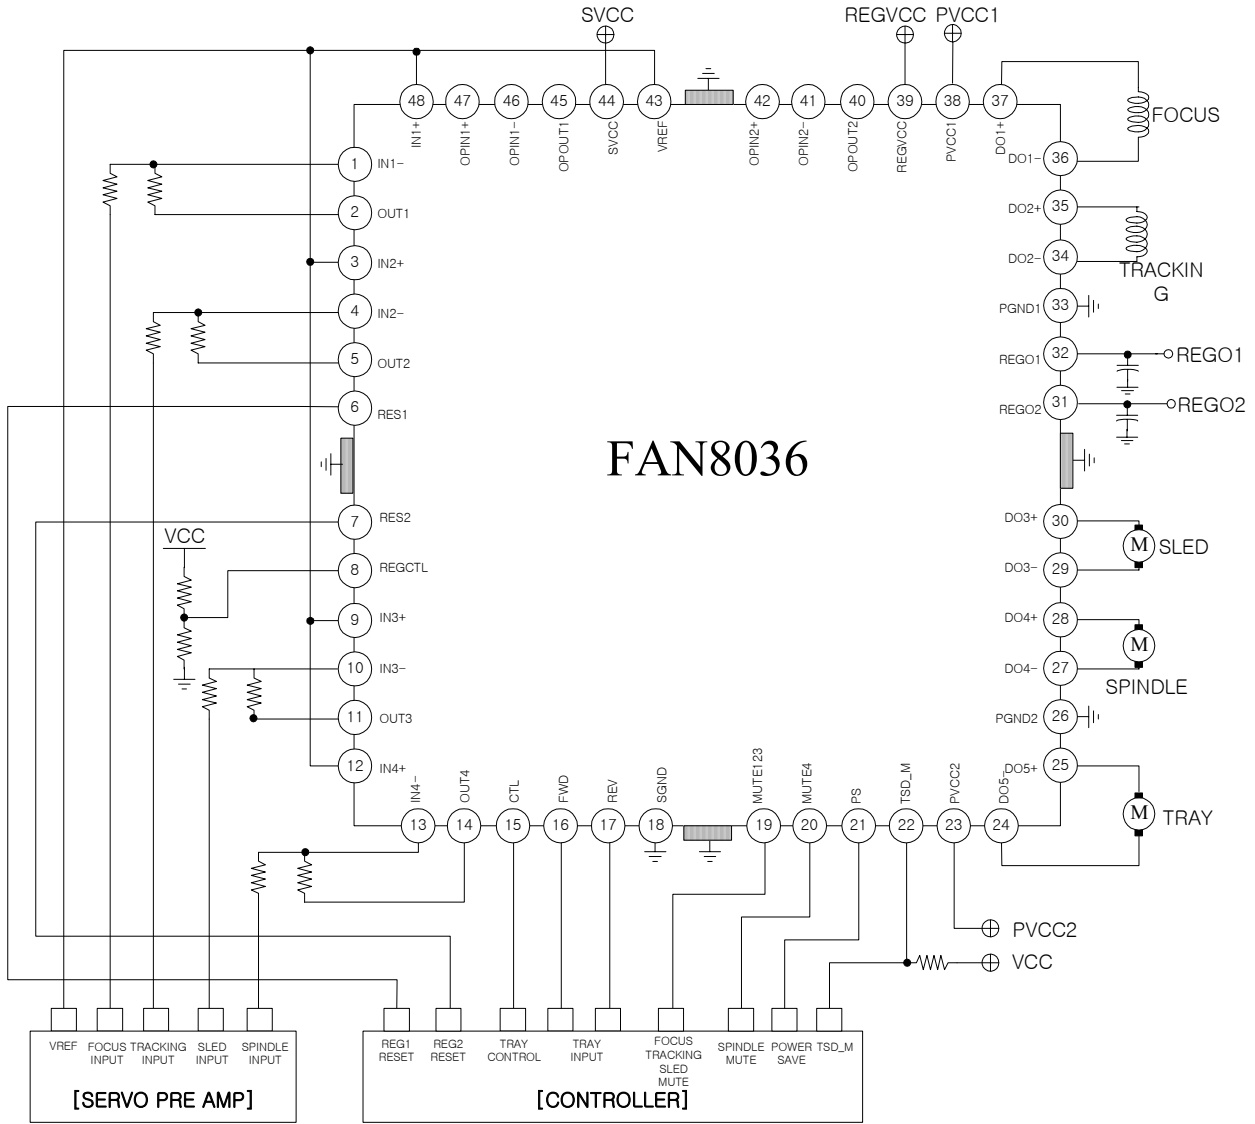 SVCC
REGVCC
PVCC1
48
47
46
45
44
43
42
41
40
39
38
37
IN1+
OPIN1+
OPIN1-
OPOUT1
SVCC
VREF
OPIN2+
OPIN2-
OPOUT2
REGVCC
PVCC1
DO1+
FOCUS
1 IN1-
2 OUT1
3 IN2+
4 IN2-
5 OUT2
6 RES1
7 RES2
8 REGCTL
9 IN3+
10 IN3-
11 OUT3
12 IN4+
VCC
FAN8036
DO1- 36
DO2+ 35
DO2- 34
TRACKIN
G
PGND1 33
REGO1 32
REGO1
REGO2 31
REGO2
DO3+ 30
SLED
M
DO3- 29
DO4+ 28
M
DO4- 27
SPINDLE
PGND2 26
DO5+ 25
M
TRAY
IN4-
OUT4
CTL
FWD
REV
SGND
MUTE123
MUTE4
PS
TSD_M
PVCC2
DO5-
13
14
15
16
17
18
19
20
21
22
23
24
PVCC2
VCC
VREF
FOCUS
INPUT
TRACKING
INPUT
SLED
INPUT
SPINDLE
INPUT
[SERVO PRE AMP]
REG1
RESET
REG2
RESET
TRAY
CONTROL
TRAY
INPUT
FOCUS
TRACKING
SLED
MUTE
SPINDLE
MUTE
POWER
SAVE
TSD_M
[CONTROLLER]